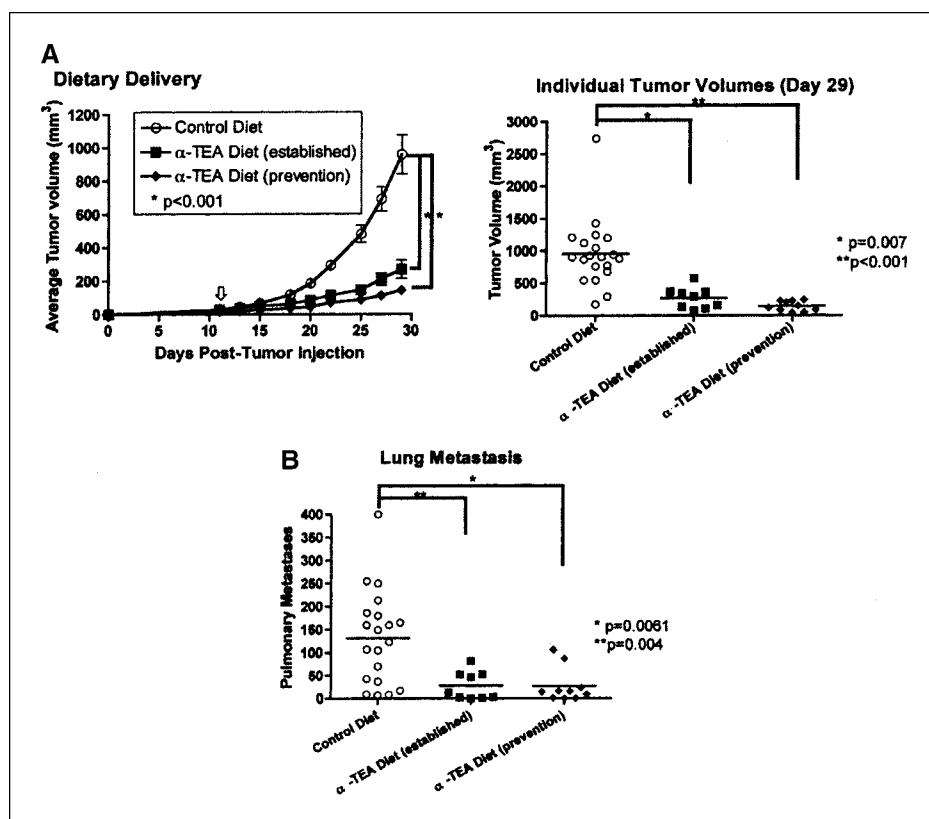 A
Dietary Delivery
Average Tumor volume (mm³)
1200
1000
800
600
400
200
0
Control Diet
α-TEA Diet (established)
α-TEA Diet (prevention)
* p<0.001
* *
0 5 10 15 20 25 30
Days Post-Tumor Injection
Individual Tumor Volumes (Day 29)
**
*
Tumor Volume (mm³)
3000
2500
2000
1500
1000
500
0
* p=0.007
**p<0.001
Control Diet
α -TEA Diet (established)
α -TEA Diet (prevention)
B
Lung Metastasis
*
**
Pulmonary Metastases
400
350
300
250
200
150
100
50
0
* p=0.0061
**p=0.004
Control Diet
α -TEA Diet (established)
α -TEA Diet (prevention)